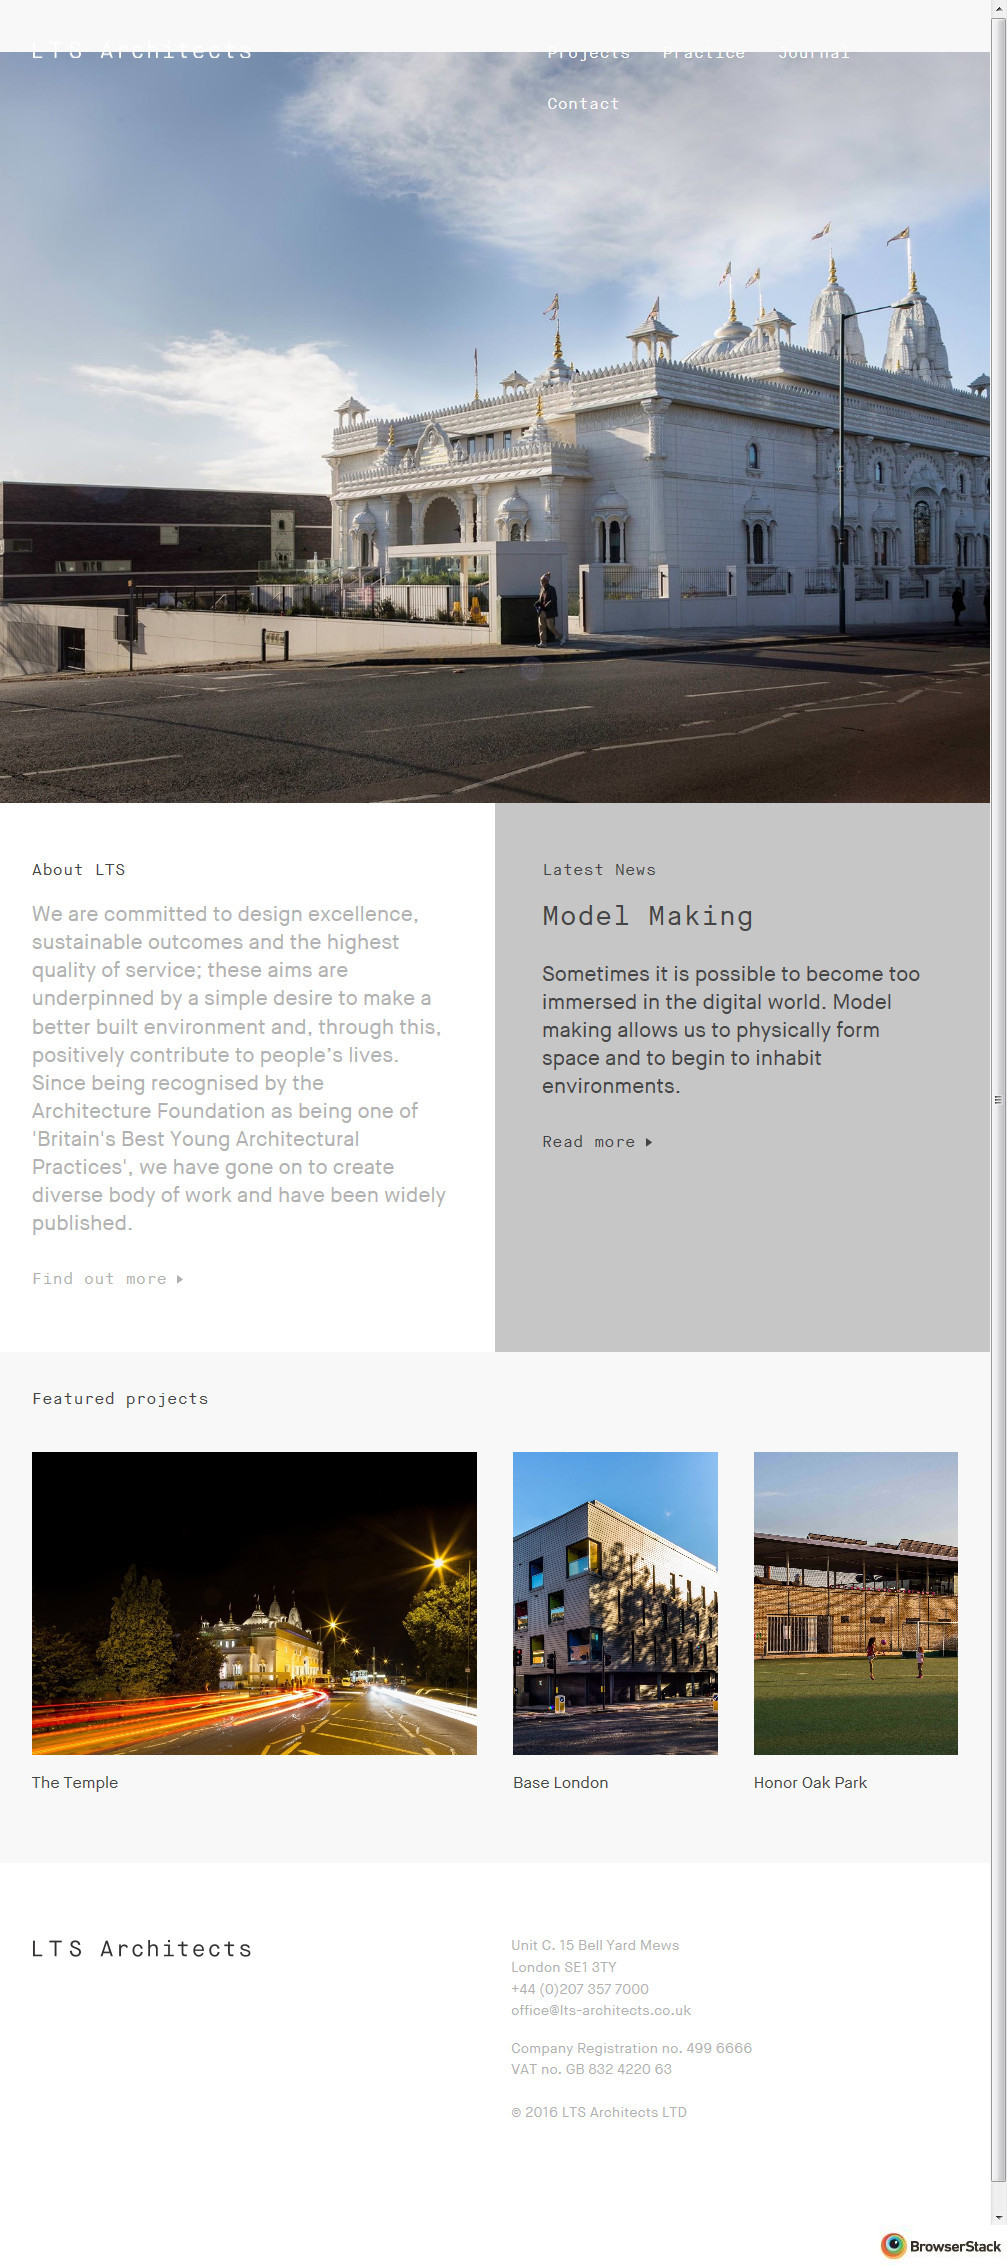 LTS Architects
Projects Practice Journal
Contact
About LTS
We are committed to design excellence,
sustainable outcomes and the highest
quality of service; these aims are
underpinned by a simple desire to make a
better built environment and, through this,
positively contribute to people’s lives.
Since being recognised by the
Architecture Foundation as being one of
'Britain's Best Young Architectural
Practices', we have gone on to create
diverse body of work and have been widely
published.
Find out more
Latest News
Model Making
Sometimes it is possible to become too
immersed in the digital world. Model
making allows us to physically form
space and to begin to inhabit
environments.
Read more
Featured projects
The Temple
Base London
Honor Oak Park
LTS Architects
Unit C. 15 Bell Yard Mews
London SE1 3TY
+44 (0)207 357 7000
office@lts-architects.co.uk
Company Registration no. 499 6666
VAT no. GB 832 4220 63
© 2016 LTS Architects LTD
BrowserStack